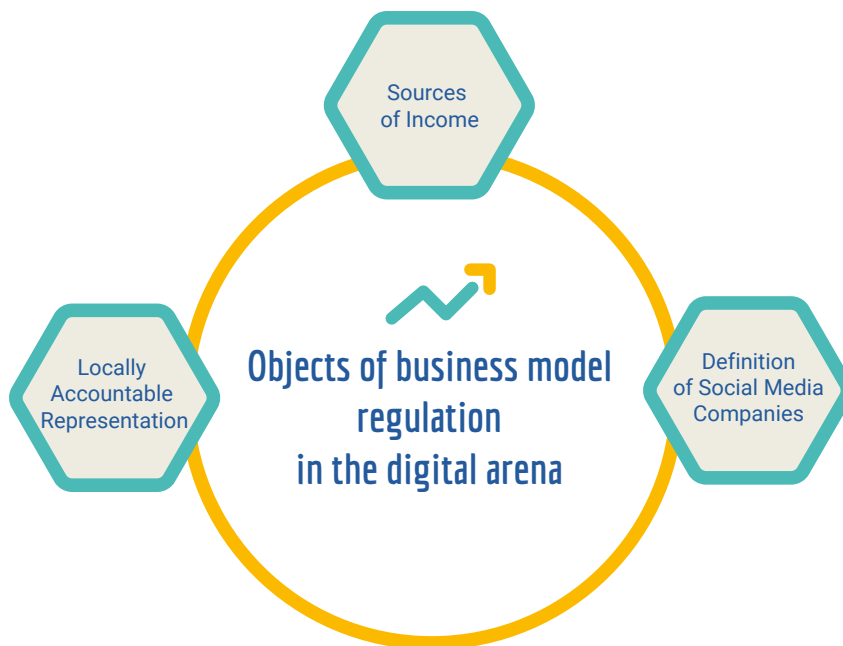 Sources
of Income
Objects of business model
regulation
in the digital arena
Locally
Accountable
Representation
Definition
of Social Media
Companies